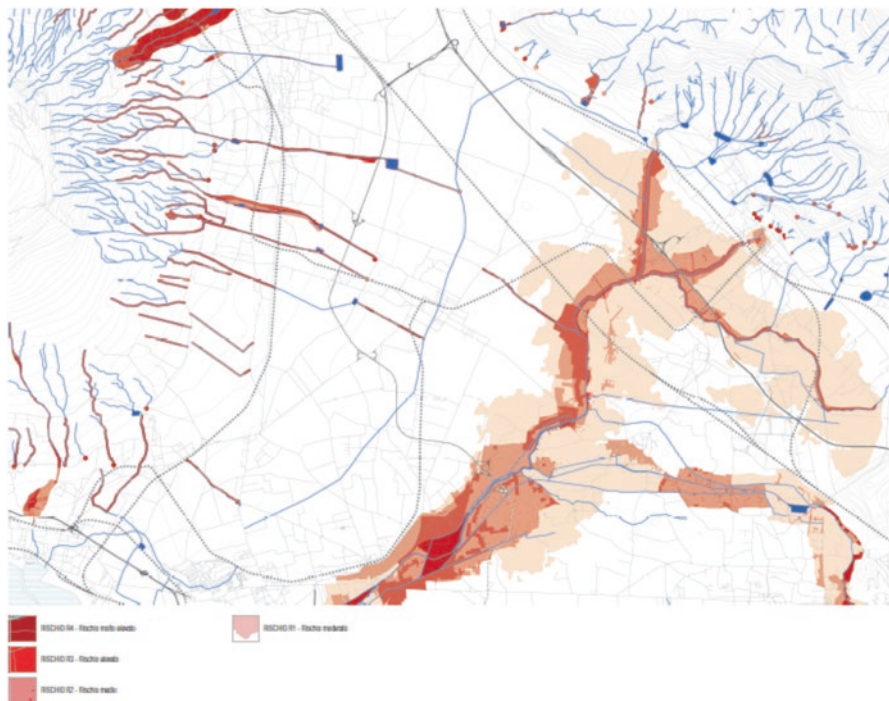 RISCHIO R4 - Rischio molto elevato
RISCHIO R1 - Rischio moderato
RISCHIO R3 - Rischio elevato
RISCHIO R2 - Rischio medio